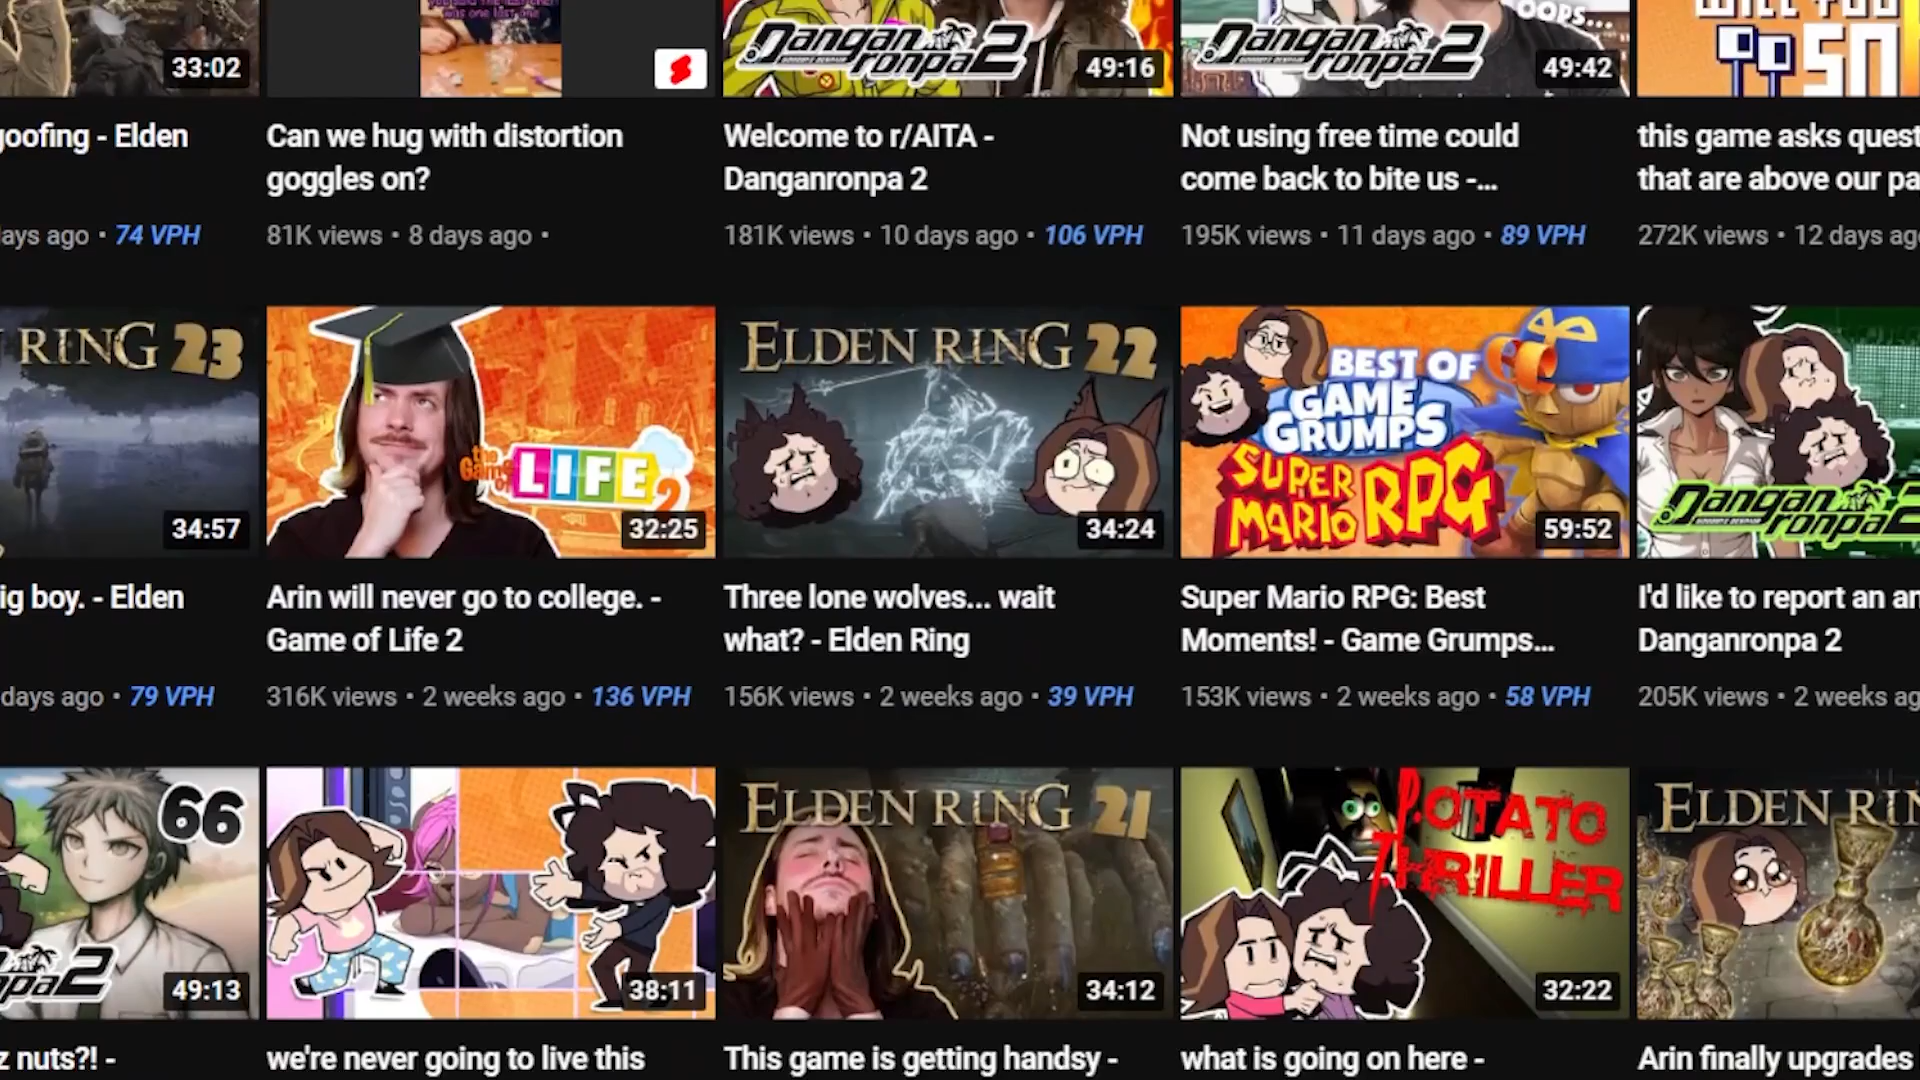 was one last one
33:02
Dangan ronpa 2
49:16
OOPS...
Dangan ronpa 2
49:42
goofing - Elden
Can we hug with distortion
goggles on?
Welcome to r/AITA -
Danganronpa 2
Not using free time could
come back to bite us -...
this game asks quest
that are above our pa
days ago • 74 VPH
81K views • 8 days ago •
181K views • 10 days ago • 106 VPH
195K views • 11 days ago • 89 VPH
272K views • 12 days ago
RING 23
34:57
the Game of LIFE 2
32:25
ELDEN RING 22
34:24
BEST OF
GAME
GRUMPS
SUPER
MARIO RPG
59:52
Dangan ronpa 2
ig boy. - Elden
Arin will never go to college. -
Game of Life 2
Three lone wolves... wait
what? - Elden Ring
Super Mario RPG: Best
Moments! - Game Grumps...
I'd like to report an an
Danganronpa 2
days ago • 79 VPH
316K views • 2 weeks ago • 136 VPH
156K views • 2 weeks ago • 39 VPH
153K views • 2 weeks ago • 58 VPH
205K views • 2 weeks ag
66
npa 2
49:13
38:11
ELDEN RING 21
34:12
POTATO
THRILLER
32:22
ELDEN RIN
z nuts?! -
we're never going to live this
This game is getting handsy -
what is going on here -
Arin finally upgrades